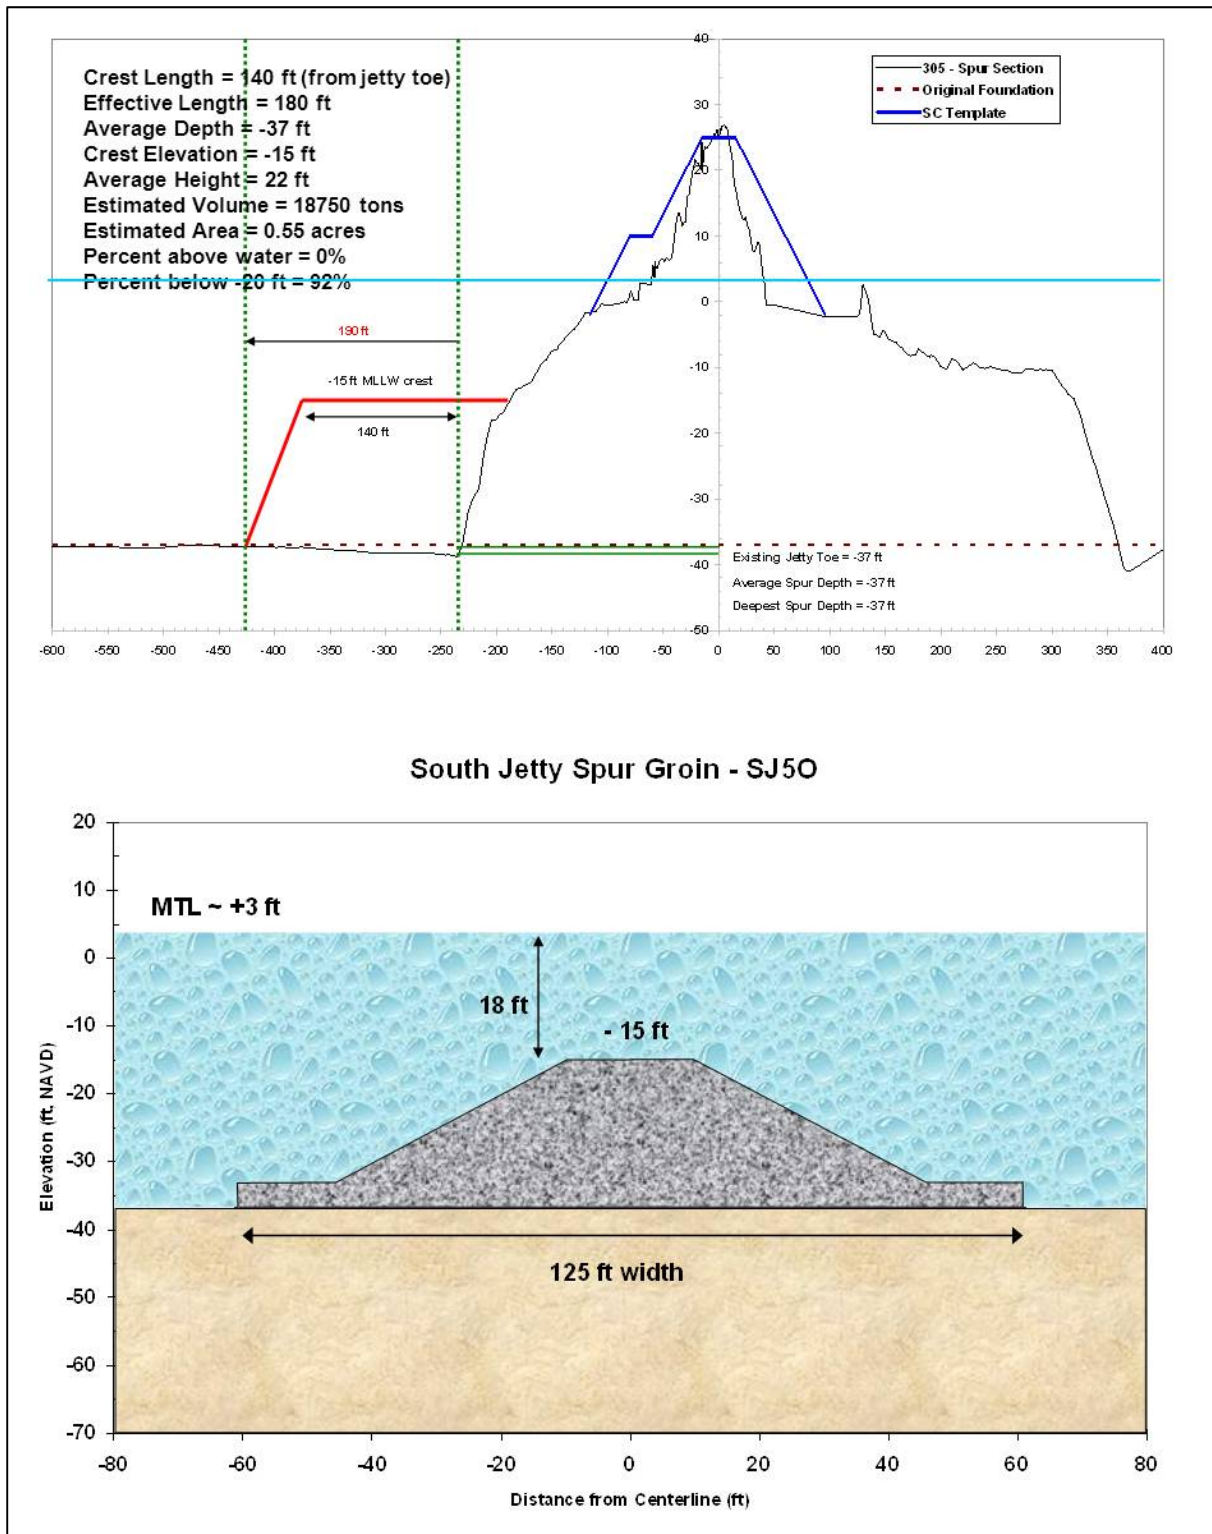 Crest Length = 140 ft (from jetty toe)
Effective Length = 180 ft
Average Depth = -37 ft
Crest Elevation = -15 ft
Average Height = 22 ft
Estimated Volume = 18750 tons
Estimated Area = 0.55 acres
Percent above water = 0%
Percent below -20 ft = 92%
305 - Spur Section
Original Foundation
SC Template
40
30
20
10
0
-10
-20
-30
-40
-50
190 ft
-15 ft MLLW crest
140 ft
Existing Jetty Toe = -37 ft
Average Spur Depth = -37 ft
Deepest Spur Depth = -37 ft
-600 -550 -500 -450 -400 -350 -300 -250 -200 -150 -100 -50 0 50 100 150 200 250 300 350 400
South Jetty Spur Groin - SJ5O
Elevation (ft, NAVD)
20
10
0
-10
-20
-30
-40
-50
-60
-70
MTL ~ +3 ft
18 ft
- 15 ft
125 ft width
-80 -60 -40 -20 0 20 40 60 80
Distance from Centerline (ft)